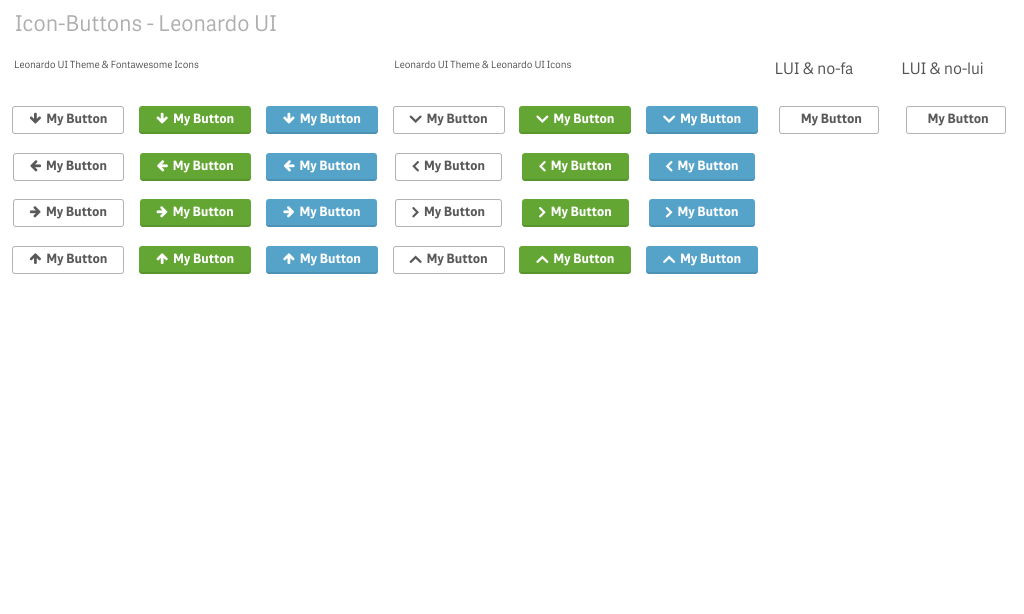 Icon-Buttons - Leonardo UI
Leonardo UI Theme & Fontawesome Icons Leonardo UI Theme & Leonardo UI Icons LUI & no-fa LUI & no-lui
My Button My Button My Button My Button My Button My Button My Button My Button
My Button My Button My Button My Button My Button My Button
My Button My Button My Button My Button My Button My Button
My Button My Button My Button My Button My Button My Button